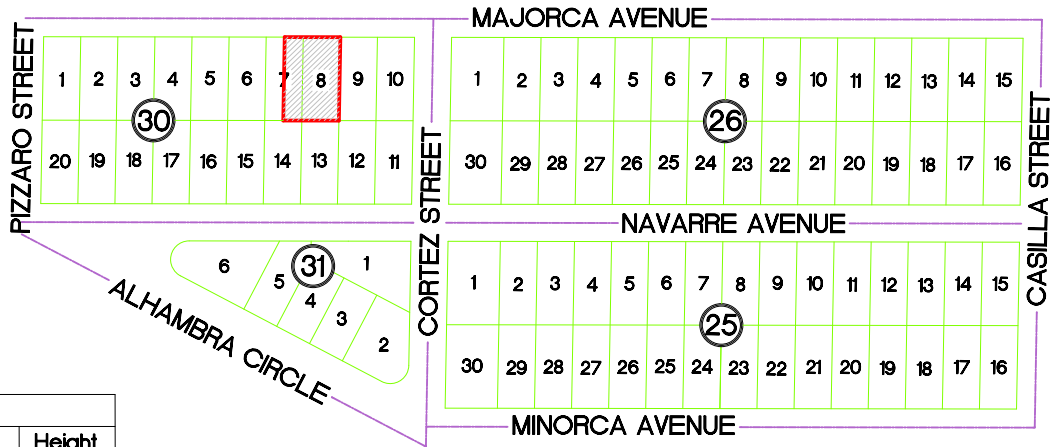 MAJORCA AVENUE
PIZZARO STREET
1 2 3 4 5 6 7 8 9 10
30
20 19 18 17 16 15 14 13 12 11
CORTEZ STREET
1 2 3 4 5 6 7 8 9 10 11 12 13 14 15
26
30 29 28 27 26 25 24 23 22 21 20 19 18 17 16
CASILLA STREET
NAVARRE AVENUE
6 5 4 3 2 1
31
ALHAMBRA CIRCLE
1 2 3 4 5 6 7 8 9 10 11 12 13 14 15
25
30 29 28 27 26 25 24 23 22 21 20 19 18 17 16
MINORCA AVENUE
Height